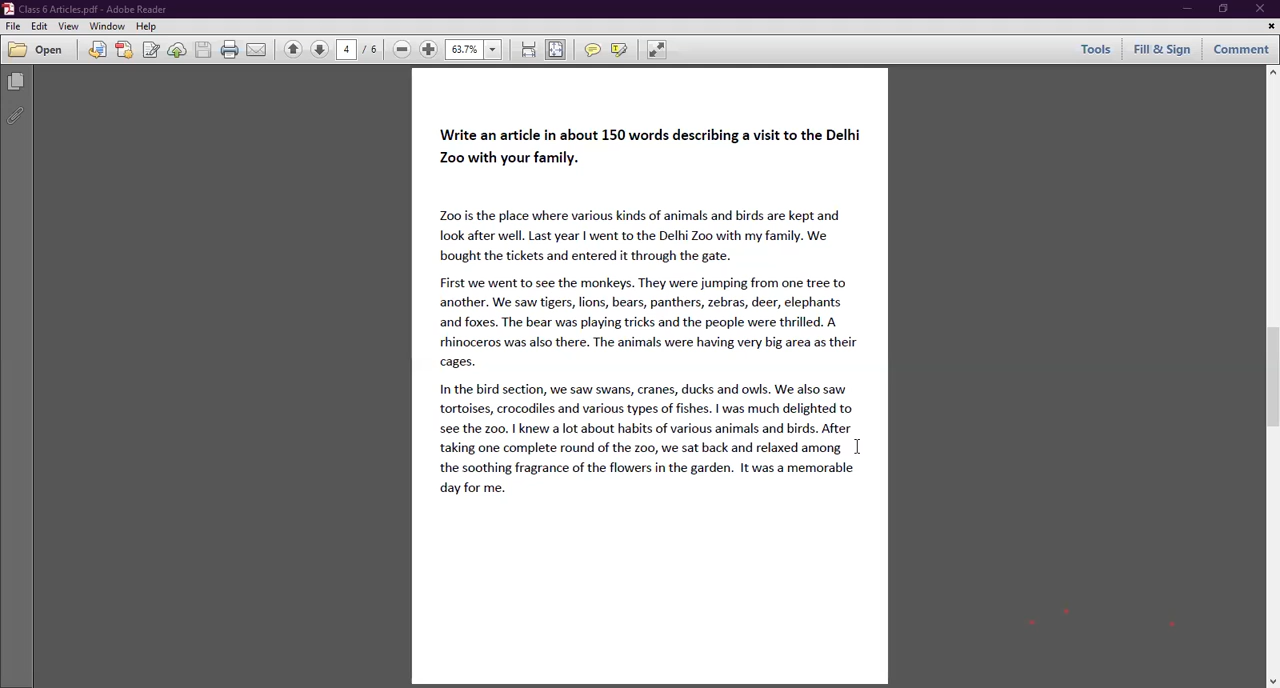 Class 6 Articles.pdf - Adobe Reader
File Edit View Window Help
Open 4 / 6 63.7% Tools Fill & Sign Comment
Write an article in about 150 words describing a visit to the Delhi
Zoo with your family.
Zoo is the place where various kinds of animals and birds are kept and
look after well. Last year I went to the Delhi Zoo with my family. We
bought the tickets and entered it through the gate.
First we went to see the monkeys. They were jumping from one tree to
another. We saw tigers, lions, bears, panthers, zebras, deer, elephants
and foxes. The bear was playing tricks and the people were thrilled. A
rhinoceros was also there. The animals were having very big area as their
cages.
In the bird section, we saw swans, cranes, ducks and owls. We also saw
tortoises, crocodiles and various types of fishes. I was much delighted to
see the zoo. I knew a lot about habits of various animals and birds. After
taking one complete round of the zoo, we sat back and relaxed among
the soothing fragrance of the flowers in the garden.  It was a memorable
day for me.